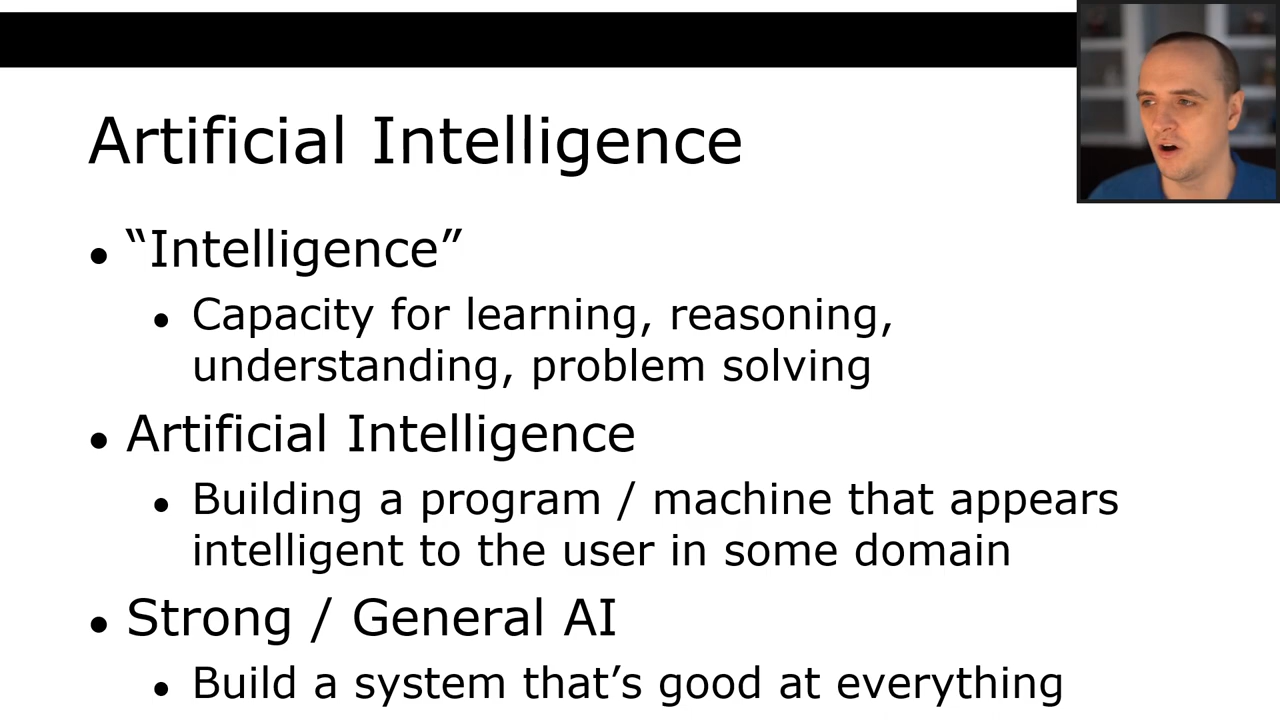 Artificial Intelligence
• “Intelligence”
• Capacity for learning, reasoning,
understanding, problem solving
• Artificial Intelligence
• Building a program / machine that appears
intelligent to the user in some domain
• Strong / General AI
• Build a system that’s good at everything